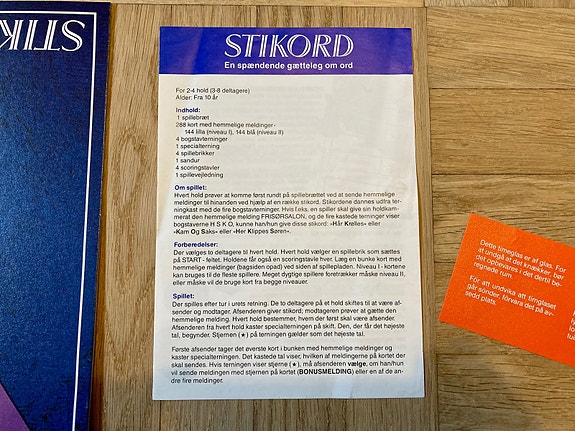 STIK
STIKORD
En spændende gætteleg om ord
For 2-4 hold (3-8 deltagere)
Alder: Fra 10 år
Indhold:
1 spillebræt
288 kort med hemmelige meldinger -
144 lilla (niveau I), 144 blå (niveau II)
4 bogstavterninger
1 specialterning
4 spillebrikker
1 sandur
4 scoringstavler
1 spillevejledning
Om spillet:
Hvert hold prøver at komme først rundt på spillebrættet ved at sende hemmelige
meldinger til hinanden ved hjælp af en række stikord. Stikordene dannes udfra ter-
ningkast med de fire bogstavterninger. Hvis f.eks. en spiller skal give sin holdkam-
merat den hemmelig melding FRISØRSALON, og de fire kastede terninger viser
bogstaverne H S K O, kunne han/hun give disse stikord: »Hår Krølles« eller
»Kam Og Saks« eller »Her Klippes Søren«.
Forberedelser:
Der vælges to deltagere til hvert hold. Hvert hold vælger en spillebrik som sættes
på START - feltet. Holdene får også en scoringstavle hver. Læg en bunke kort med
hemmelige meldinger (bagsiden opad) ved siden af spillepladen. Niveau I - kortene
kan bruges til de fleste spillere. Meget dygtige spillere foretrækker måske niveau II,
eller må måske vil de bruge kort fra begge niveauer.
Spillet:
Der spilles efter tur i urets retning. De to deltagere på et hold skiftes til at være af-
sender og modtager. Afsenderen giver stikord; modtageren prøver at gætte den
hemmelige melding. Hvert hold bestemmer, hvem der først skal være afsender.
Afsenderen fra hvert hold kaster specialterningen på skift. Den, der får det højeste
tal, begynder. Stjernen (★) på terningen gælder som det højeste tal.
Første afsender tager det øverste kort i bunken med hemmelige meldinger og
kaster specialterningen. Det kastede tal viser, hvilken af meldingerne på kortet der
skal sendes. Hvis terningen viser stjerne (★), må afsenderen vælge, om han/hun
vil sende meldingen med stjernen på kortet (BONUSMELDING) eller en af de an-
dre fire meldinger.
Dette timeglas er af glas. For
at undgå at det knækker, bør
det opbevares i det dertil be-
regnede rum.
För att undvika att timglaset
går sönder, förvara det på av-
sedd plats.